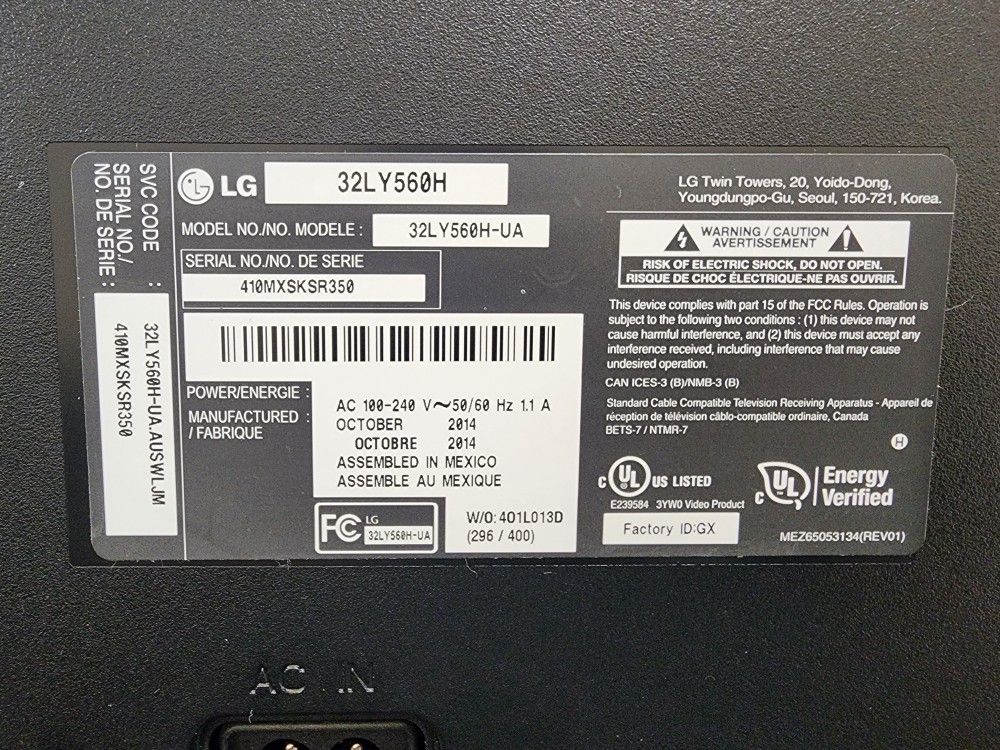 SVC CODE :
SERIAL NO./
NO. DE SERIE :
32LY560H-UA.AUSWLJM
410MXSKSR350
LG
32LY560H
MODEL NO./NO. MODELE :
32LY560H-UA
SERIAL NO./NO. DE SERIE
410MXSKSR350
POWER/ENERGIE :
AC 100-240 V~50/60 Hz 1.1 A
MANUFACTURED :
/ FABRIQUE
OCTOBER 2014
OCTOBRE 2014
ASSEMBLED IN MEXICO
ASSEMBLE AU MEXIQUE
FC LG
32LY560H-UA
W/O: 401L013D
(296 / 400)
LG Twin Towers, 20, Yoido-Dong,
Youngdungpo-Gu, Seoul, 150-721, Korea.
WARNING / CAUTION
AVERTISSEMENT
RISK OF ELECTRIC SHOCK, DO NOT OPEN.
RISQUE DE CHOC ÉLECTRIQUE-NE PAS OUVRIR.
This device complies with part 15 of the FCC Rules. Operation is
subject to the following two conditions : (1) this device may not
cause harmful interference, and (2) this device must accept any
interference received, including interference that may cause
undesired operation.
CAN ICES-3 (B)/NMB-3 (B)
Standard Cable Compatible Television Receiving Apparatus - Appareil de
réception de télévision câblo-compatible ordinaire, Canada
BETS-7 / NTMR-7
H
C UL US LISTED
E239584 3YW0 Video Product
C UL Energy
Verified
Factory ID:GX
MEZ65053134(REV01)
AC IN